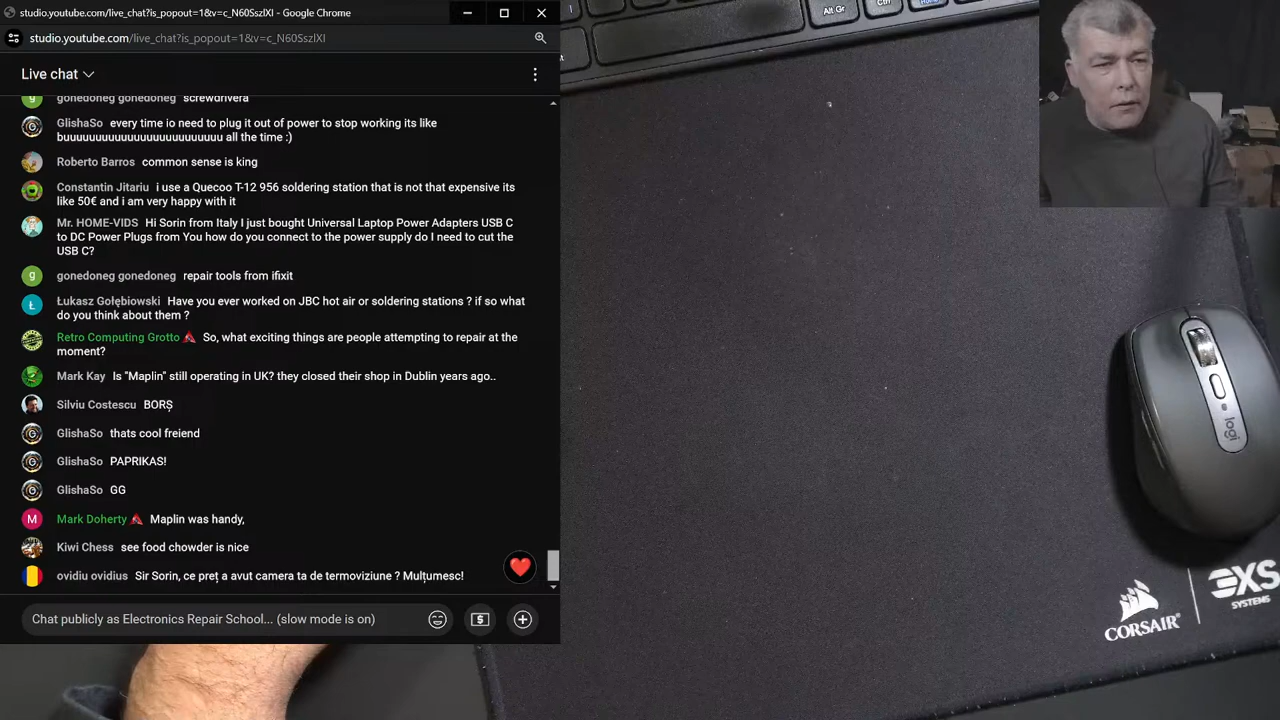 studio.youtube.com/live_chat?is_popout=1&v=c_N60SszlXI - Google Chrome
studio.youtube.com/live_chat?is_popout=1&v=c_N60SszlXI
Live chat
gonedoneg gonedoneg screwdrivera
GlishaSo every time io need to plug it out of power to stop working its like
buuuuuuuuuuuuuuuuuuuuuuuuu all the time :)
Roberto Barros common sense is king
Constantin Jitariu i use a Quecoo T-12 956 soldering station that is not that expensive its
like 50€ and i am very happy with it
Mr. HOME-VIDS Hi Sorin from Italy I just bought Universal Laptop Power Adapters USB C
to DC Power Plugs from You how do you connect to the power supply do I need to cut the
USB C?
g gonedoneg gonedoneg repair tools from ifixit
Ł Łukasz Gołębiowski Have you ever worked on JBC hot air or soldering stations ? if so what
do you think about them ?
Retro Computing Grotto So, what exciting things are people attempting to repair at the
moment?
Mark Kay Is "Maplin" still operating in UK? they closed their shop in Dublin years ago..
Silviu Costescu BORȘ
GlishaSo thats cool freiend
GlishaSo PAPRIKAS!
GlishaSo GG
M Mark Doherty Maplin was handy,
Kiwi Chess see food chowder is nice
ovidiu ovidius Sir Sorin, ce preț a avut camera ta de termoviziune ? Mulțumesc!
Chat publicly as Electronics Repair School... (slow mode is on)
Alt Gr
Ctrl
logi
CORSAIR
EXS
SYSTEMS